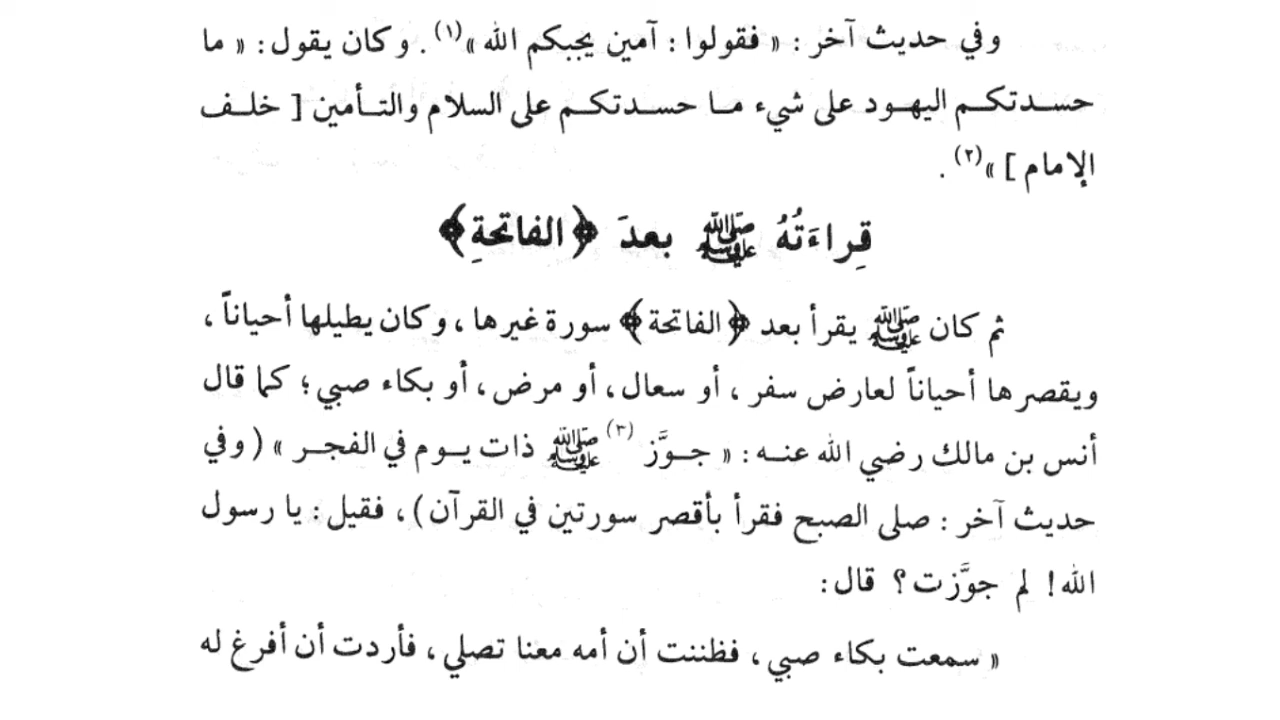 وفي حديث آخر : « فقولوا : آمين يجبكم الله »(١) . وكان يقول : « ما
حسدتكم اليهود على شيء ما حسدتكم على السلام والتأمين [ خلف
الإمام ] »(٢) .
قِراءَتُهُ ﷺ بعدَ ﴿الفاتحةِ﴾
ثم كان ﷺ يقرأ بعد ﴿الفاتحة﴾ سورة غيرها ، وكان يطيلها أحياناً ،
ويقصرها أحياناً لعارض سفر ، أو سعال ، أو مرض ، أو بكاء صبي ؛ كما قال
أنس بن مالك رضي الله عنه : « جوَّز (٣) ﷺ ذات يوم في الفجر » ( وفي
حديث آخر : صلى الصبح فقرأ بأقصر سورتين في القرآن ) ، فقيل : يا رسول
الله ! لم جوَّزت ؟ قال :
« سمعت بكاء صبي ، فظننت أن أمه معنا تصلي ، فأردت أن أفرغ له